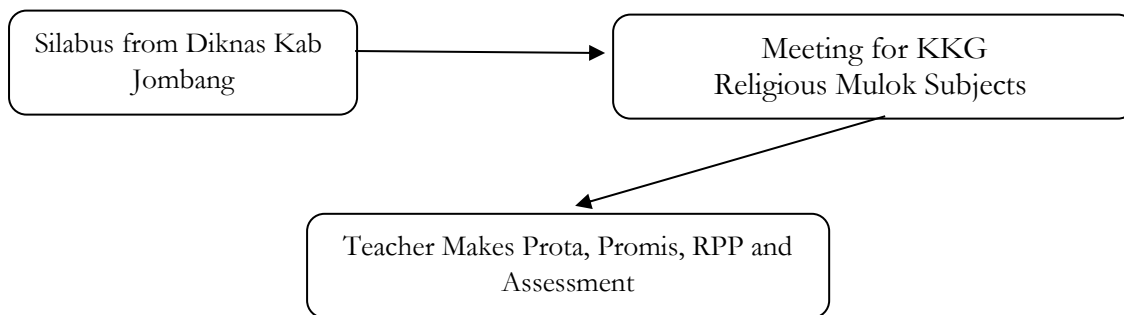 Silabus from Diknas Kab
Jombang
Meeting for KKG
Religious Mulok Subjects
Teacher Makes Prota, Promis, RPP and
Assessment